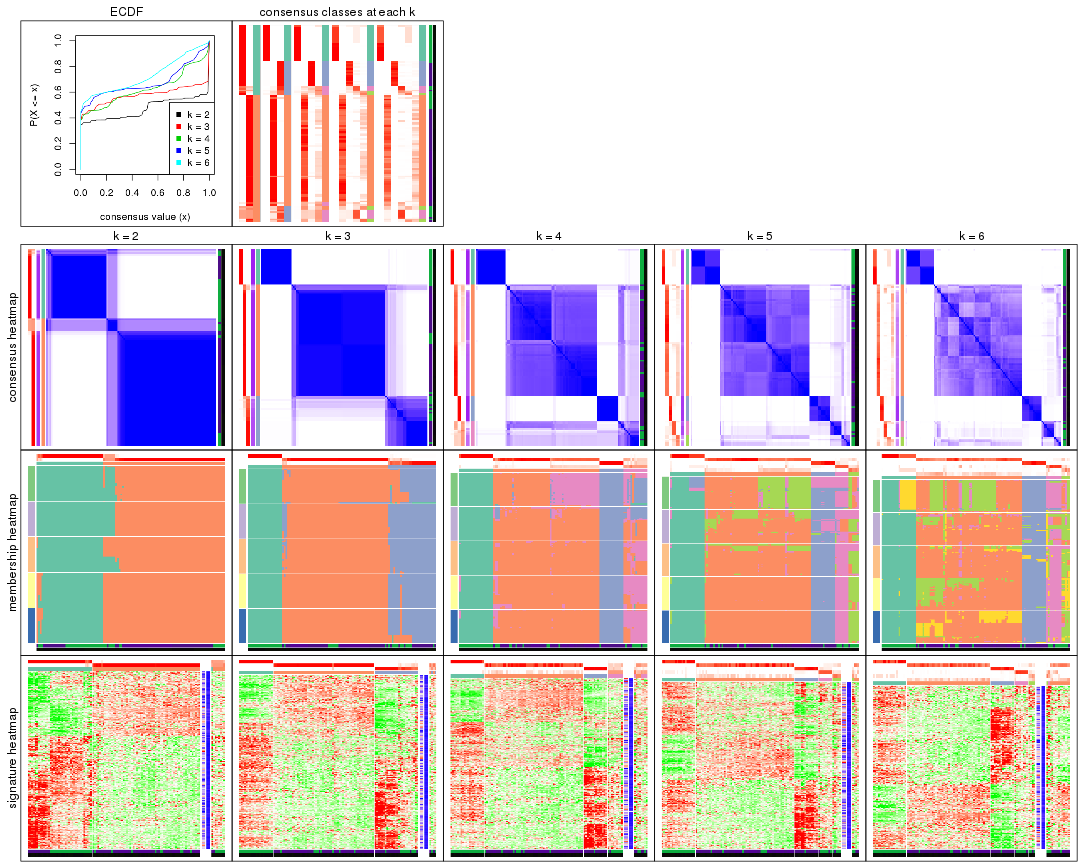 ECDF
consensus classes at each k
P(X <= x)
0.0 0.2 0.4 0.6 0.8 1.0
k = 2
k = 3
k = 4
k = 5
k = 6
0.0 0.2 0.4 0.6 0.8 1.0
consensus value (x)
k = 2 k = 3 k = 4 k = 5 k = 6
consensus heatmap
membership heatmap
signature heatmap